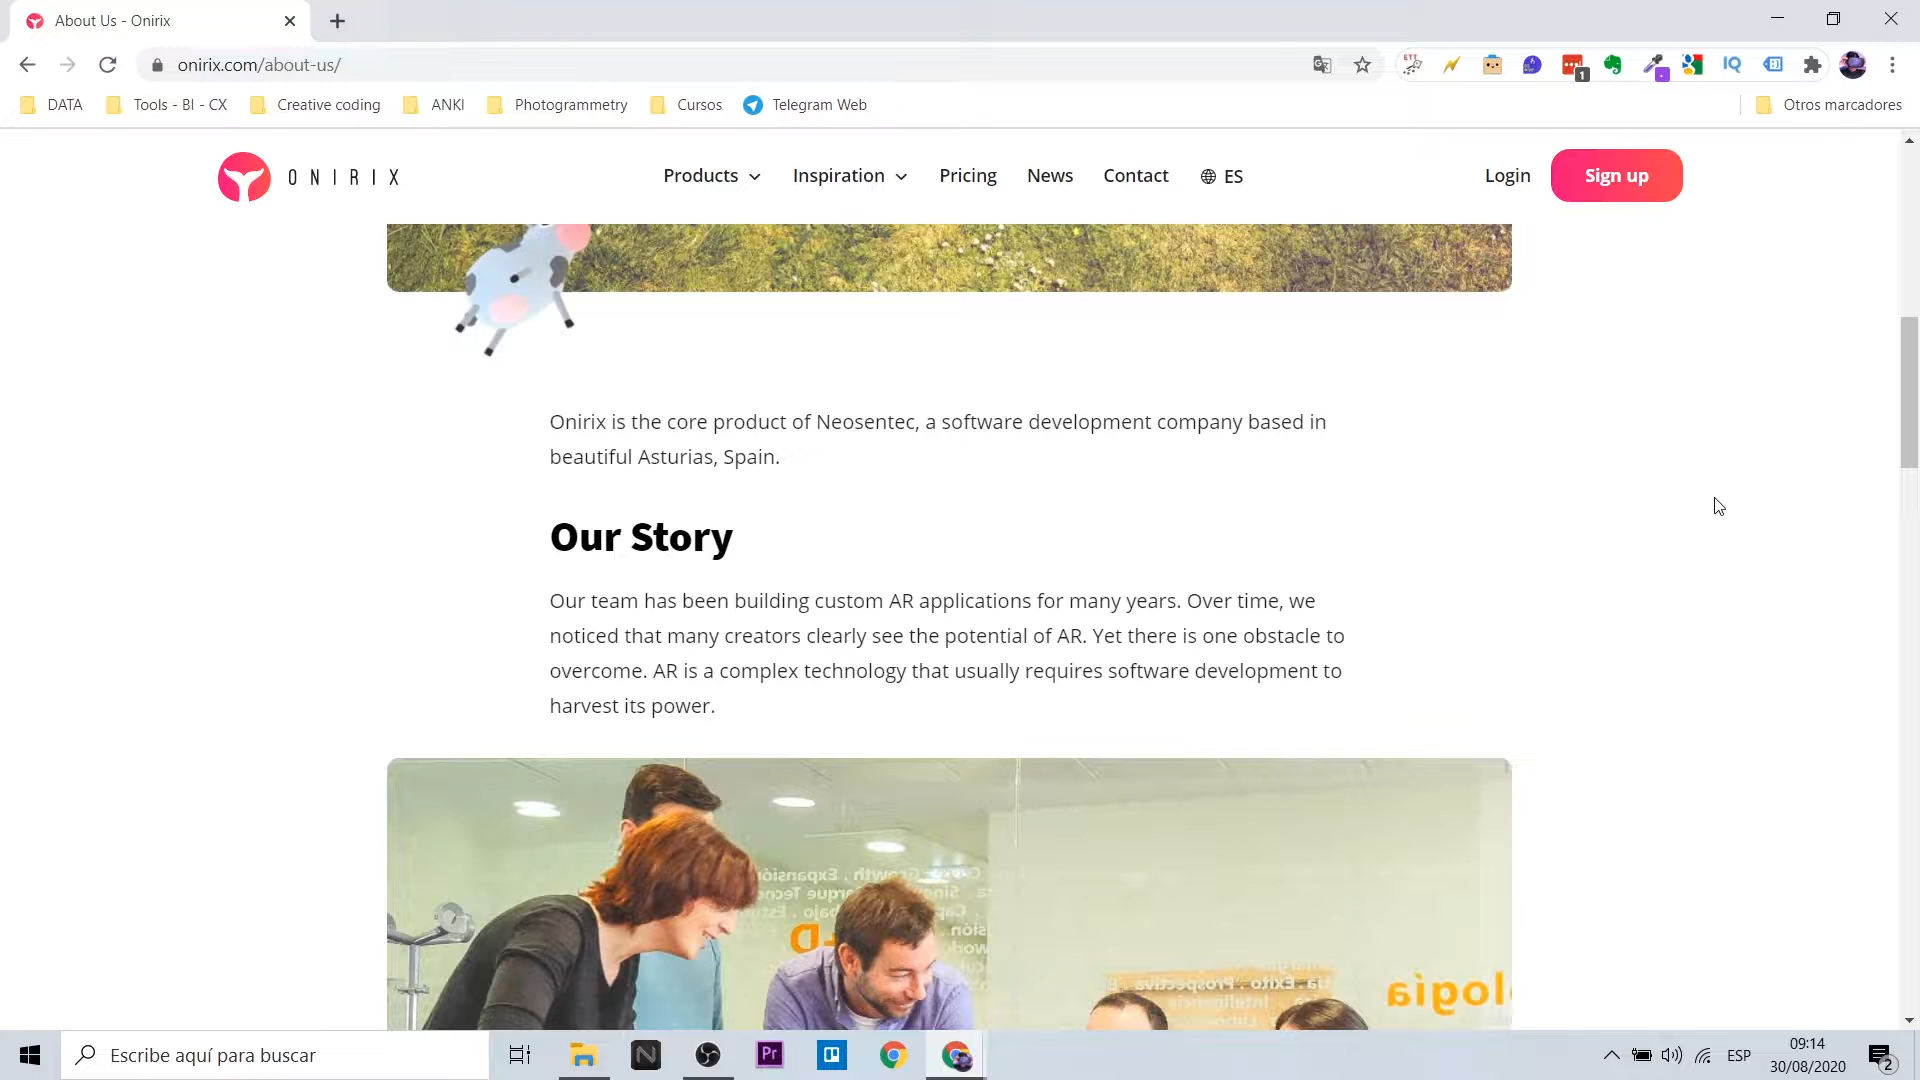 About Us - Onirix
onirix.com/about-us/
ETT
1
IQ
DATA
Tools - BI - CX
Creative coding
ANKI
Photogrammetry
Cursos
Telegram Web
Otros marcadores
ONIRIX
Products
Inspiration
Pricing
News
Contact
ES
Login
Sign up
Onirix is the core product of Neosentec, a software development company based in
beautiful Asturias, Spain.
Our Story
Our team has been building custom AR applications for many years. Over time, we
noticed that many creators clearly see the potential of AR. Yet there is one obstacle to
overcome. AR is a complex technology that usually requires software development to
harvest its power.
Escribe aquí para buscar
N
Pr
ESP
09:14
30/08/2020
2